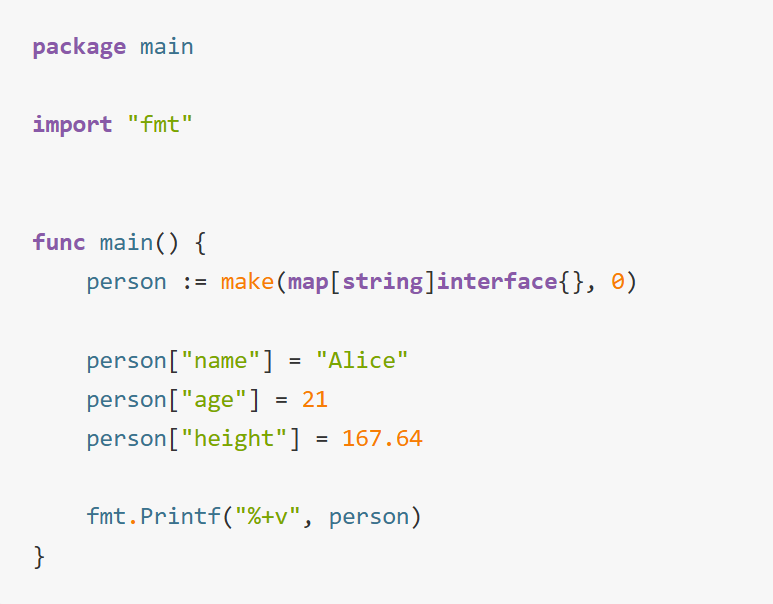 package main
import "fmt"
func main() {
    person := make(map[string]interface{}, 0)
    person["name"] = "Alice"
    person["age"] = 21
    person["height"] = 167.64
    fmt.Printf("%+v", person)
}